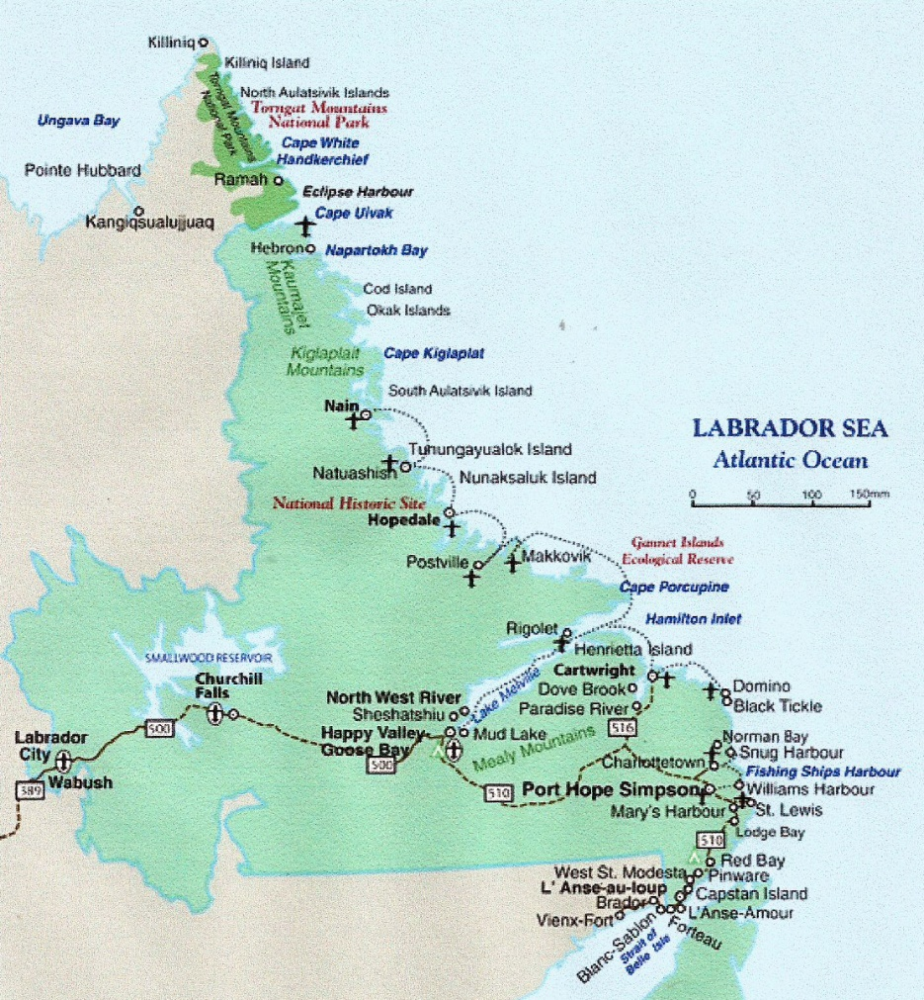 Killiniq
Killiniq Island
North Aulatsivik Islands
Torngat Mountains
National Park
Torngat Mountains
National Park
Ungava Bay
Cape White
Handkerchief
Pointe Hubbard
Ramah
Eclipse Harbour
Kangiqsualujjuaq
Cape Uivak
Hebron
Napartokh Bay
Kaumajet
Mountains
Cod Island
Okak Islands
Kiglaplait
Mountains
Cape Kiglaplat
South Aulatsivik Island
Nain
LABRADOR SEA
Atlantic Ocean
Tunungayualok Island
Natuashish
Nunaksaluk Island
0 50 100 150mm
National Historic Site
Hopedale
Gannet Islands
Ecological Reserve
Postville
Makkovik
Cape Porcupine
Hamilton Inlet
Rigolet
Henrietta Island
SMALLWOOD RESERVOIR
Churchill
Falls
Cartwright
Lake Melville
Dove Brook
Domino
North West River
Sheshatshiu
Paradise River
Black Tickle
500
516
Labrador
City
Happy Valley
Goose Bay
Mud Lake
Norman Bay
Snug Harbour
500
Mealy Mountains
Charlottetown
Fishing Ships Harbour
389
Wabush
510
Port Hope Simpson
Williams Harbour
Mary's Harbour
St. Lewis
Lodge Bay
510
Red Bay
West St. Modesta
Pinware
L' Anse-au-loup
Capstan Island
Brador
L'Anse-Amour
Vienx-Fort
Forteau
Blanc-Sablon
Strait of
Belle Isle